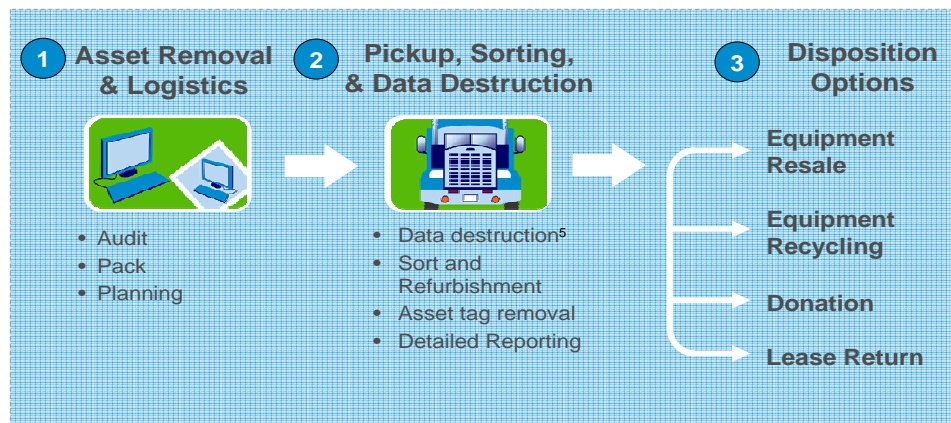 1 Asset Removal
& Logistics
• Audit
• Pack
• Planning
2 Pickup, Sorting,
& Data Destruction
• Data destruction5
• Sort and
Refurbishment
• Asset tag removal
• Detailed Reporting
3 Disposition
Options
Equipment
Resale
Equipment
Recycling
Donation
Lease Return